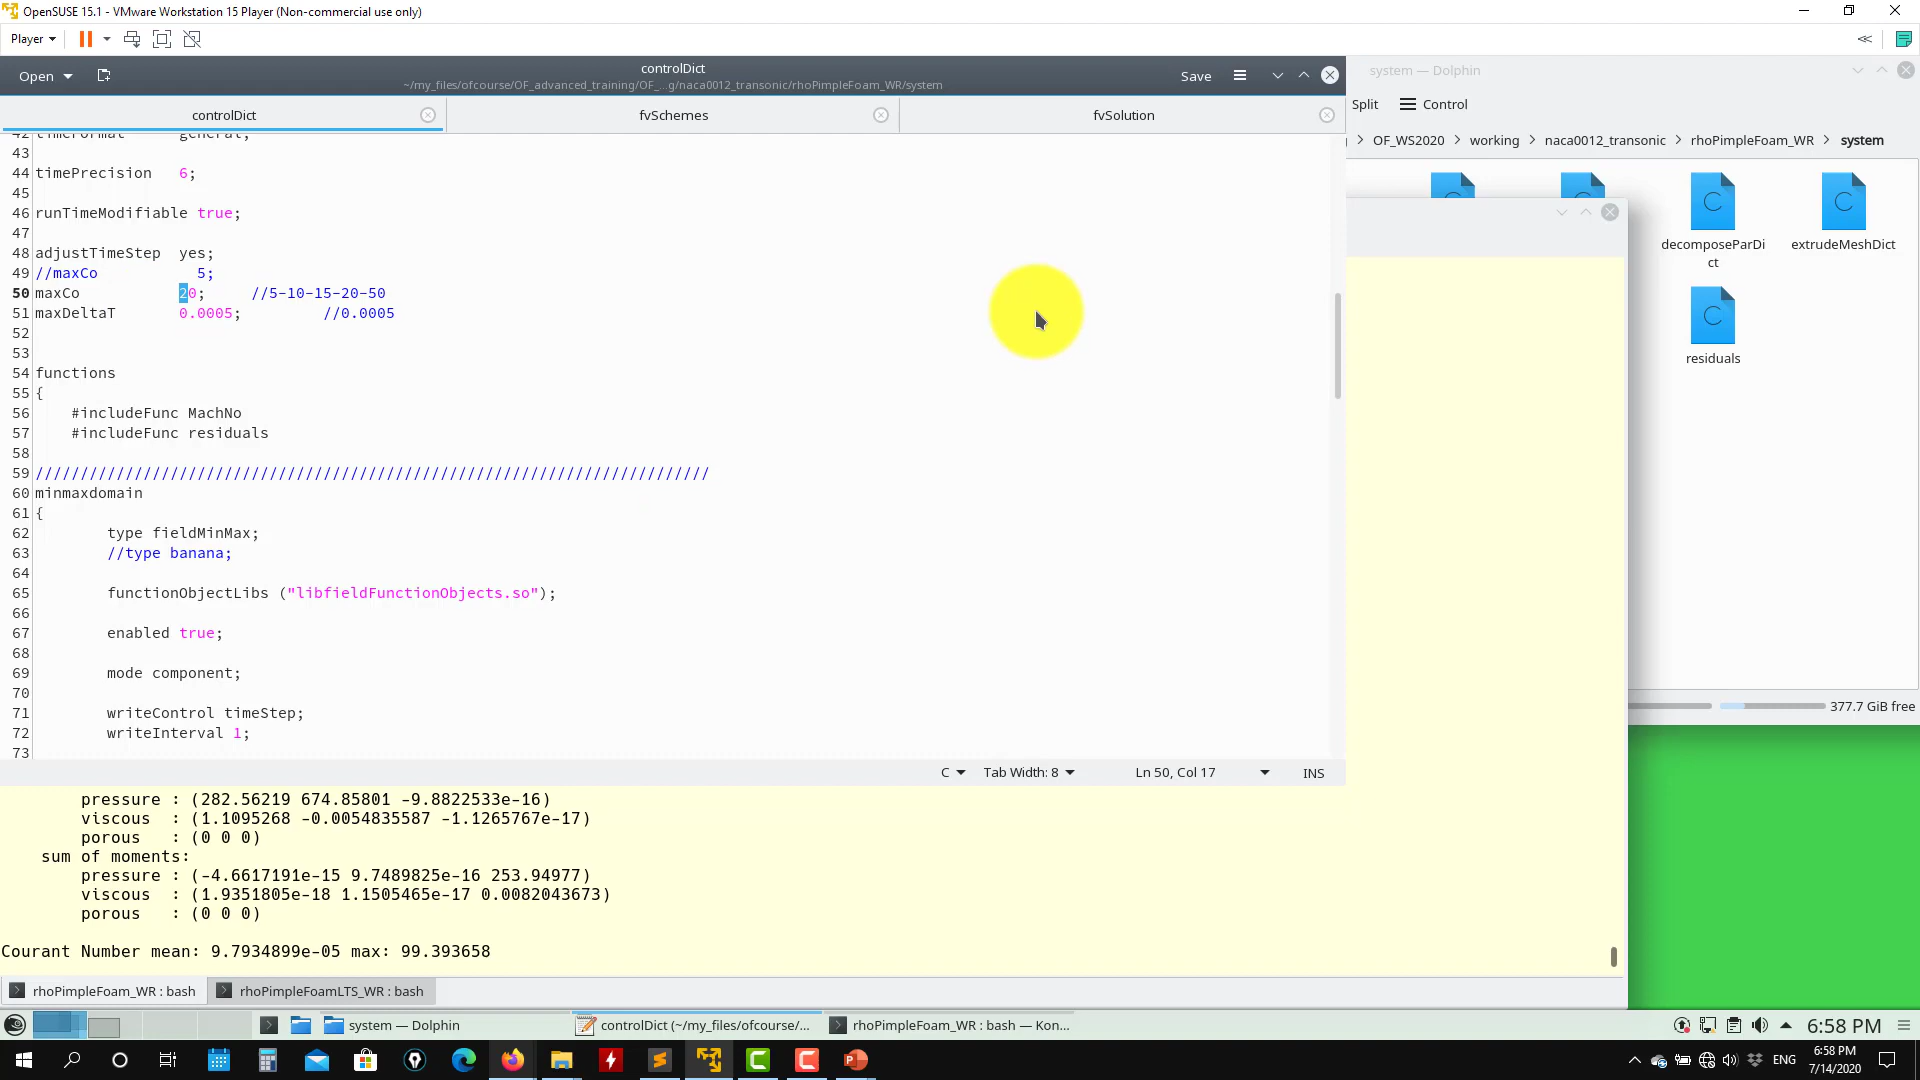 OpenSUSE 15.1 - VMware Workstation 15 Player (Non-commercial use only)
Player
Open
controlDict
~/my_files/ofcourse/OF_advanced_training/OF_...g/naca0012_transonic/rhoPimpleFoam_WR/system
Save
system — Dolphin
Split
Control
controlDict
fvSchemes
fvSolution
OF_WS2020 > working > naca0012_transonic > rhoPimpleFoam_WR > system
42 timeFormat general;
43
44 timePrecision 6;
45
46 runTimeModifiable true;
47
48 adjustTimeStep yes;
49 //maxCo 5;
50 maxCo 20; //5-10-15-20-50
51 maxDeltaT 0.0005; //0.0005
52
53
54 functions
55 {
56 #includeFunc MachNo
57 #includeFunc residuals
58
59 ///////////////////////////////////////////////////////////////////////////
60 minmaxdomain
61 {
62 type fieldMinMax;
63 //type banana;
64
65 functionObjectLibs ("libfieldFunctionObjects.so");
66
67 enabled true;
68
69 mode component;
70
71 writeControl timeStep;
72 writeInterval 1;
73
decomposeParDi
ct
extrudeMeshDict
residuals
377.7 GiB free
C
Tab Width: 8
Ln 50, Col 17
INS
pressure : (282.56219 674.85801 -9.8822533e-16)
viscous : (1.1095268 -0.0054835587 -1.1265767e-17)
porous : (0 0 0)
sum of moments:
pressure : (-4.6617191e-15 9.7489825e-16 253.94977)
viscous : (1.9351805e-18 1.1505465e-17 0.0082043673)
porous : (0 0 0)
Courant Number mean: 9.7934899e-05 max: 99.393658
rhoPimpleFoam_WR : bash
rhoPimpleFoamLTS_WR : bash
system — Dolphin
controlDict (~/my_files/ofcourse/...
rhoPimpleFoam_WR : bash — Kon...
6:58 PM
ENG
6:58 PM
7/14/2020